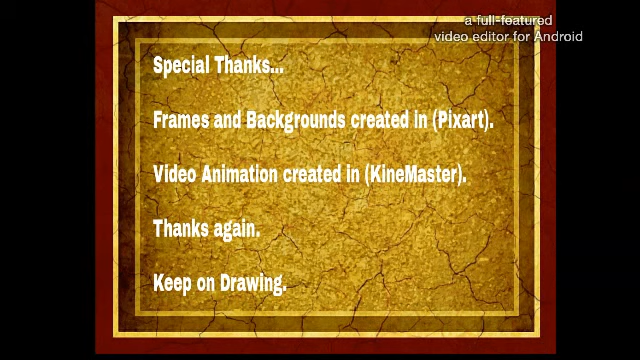 a full-featured
video editor for Android
Special Thanks...
Frames and Backgrounds created in (Pixart).
Video Animation created in (KineMaster).
Thanks again.
Keep on Drawing.